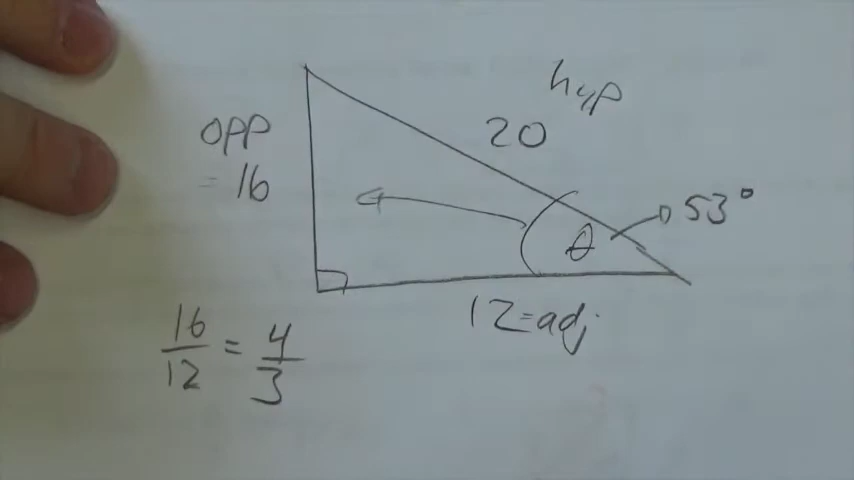 hyp
opp
20
= 16
θ
53°
12 = adj
16/12 = 4/3